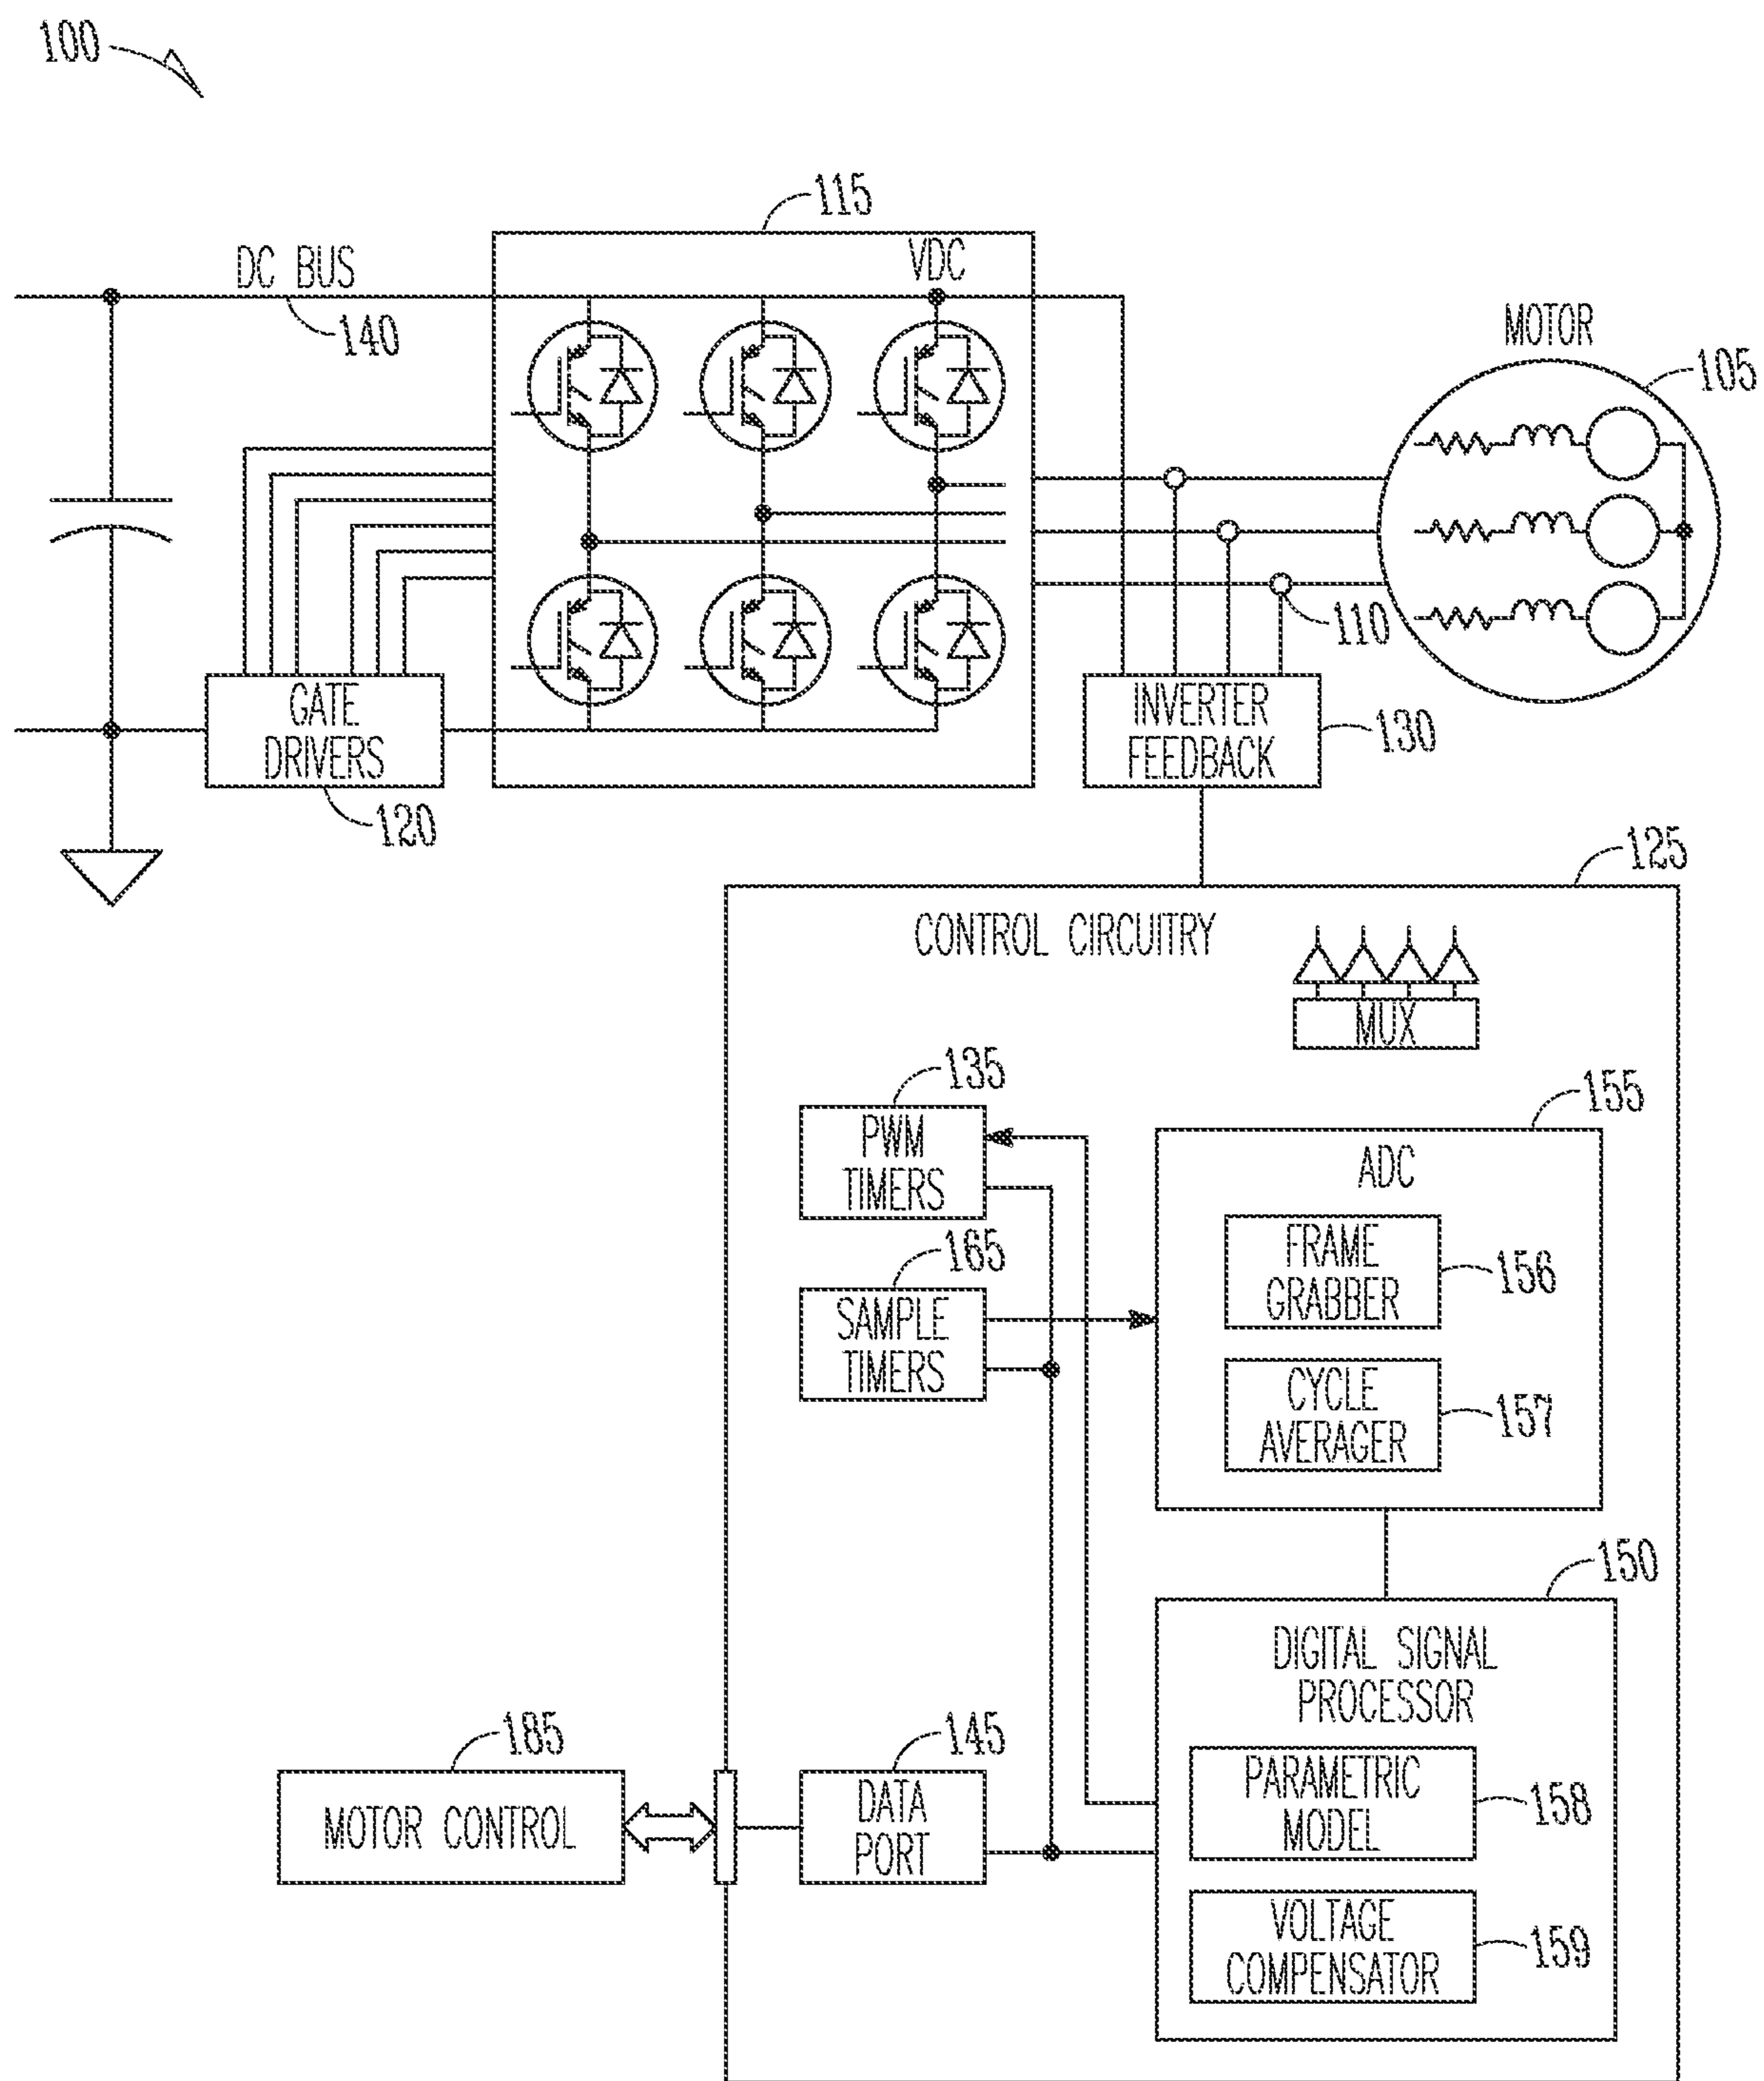 100
115
DC BUS
VDC
140
MOTOR
105
110
GATE
DRIVERS
120
INVERTER
FEEDBACK
130
125
CONTROL CIRCUITRY
MUX
135
PWM
TIMERS
155
ADC
165
SAMPLE
TIMERS
FRAME
GRABBER
156
CYCLE
AVERAGER
157
150
DIGITAL SIGNAL
PROCESSOR
185
MOTOR CONTROL
145
DATA
PORT
PARAMETRIC
MODEL
158
VOLTAGE
COMPENSATOR
159